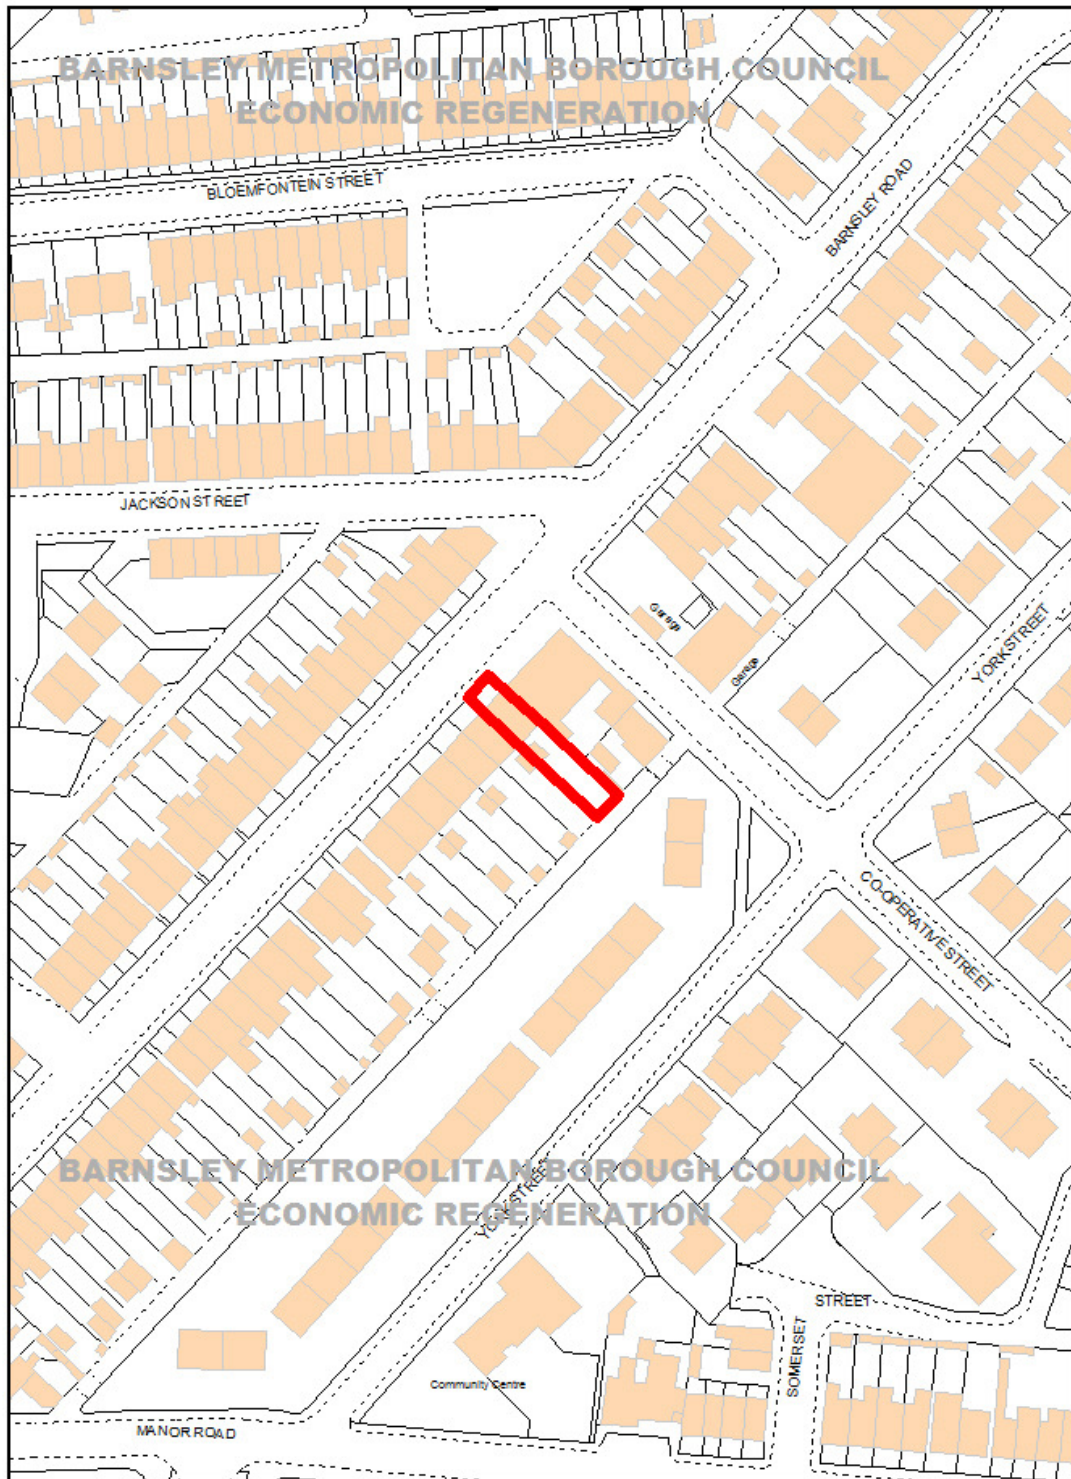 BARNSLEY METROPOLITAN BOROUGH COUNCIL
ECONOMIC REGENERATION
BLOEMFONTEIN STREET
BARNSLEY ROAD
JACKSON STREET
Garage
Garage
YORK STREET
CO-OPERATIVE STREET
BARNSLEY METROPOLITAN BOROUGH COUNCIL
ECONOMIC REGENERATION
YORK STREET
STREET
SOMERSET
Community Centre
MANOR ROAD